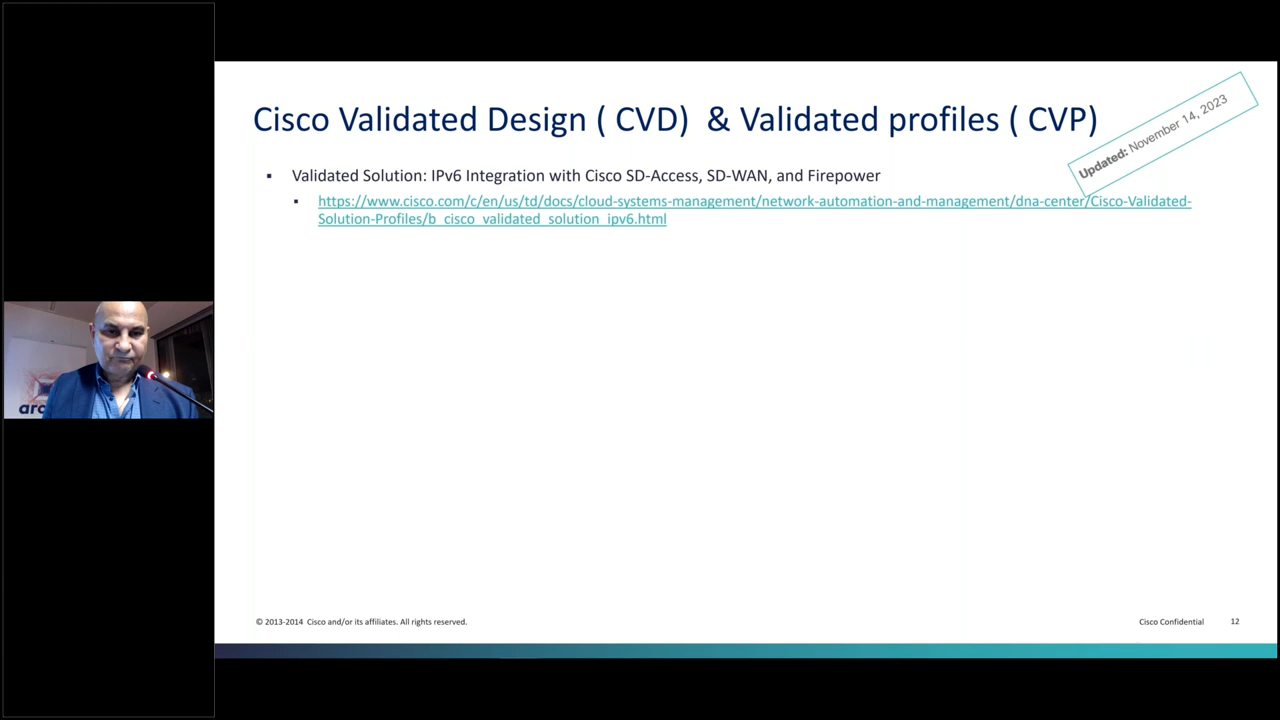 Cisco Validated Design ( CVD)  & Validated profiles ( CVP)
Updated: November 14, 2023
▪ Validated Solution: IPv6 Integration with Cisco SD-Access, SD-WAN, and Firepower
▪ https://www.cisco.com/c/en/us/td/docs/cloud-systems-management/network-automation-and-management/dna-center/Cisco-Validated-
Solution-Profiles/b_cisco_validated_solution_ipv6.html
© 2013-2014  Cisco and/or its affiliates. All rights reserved.
Cisco Confidential
12